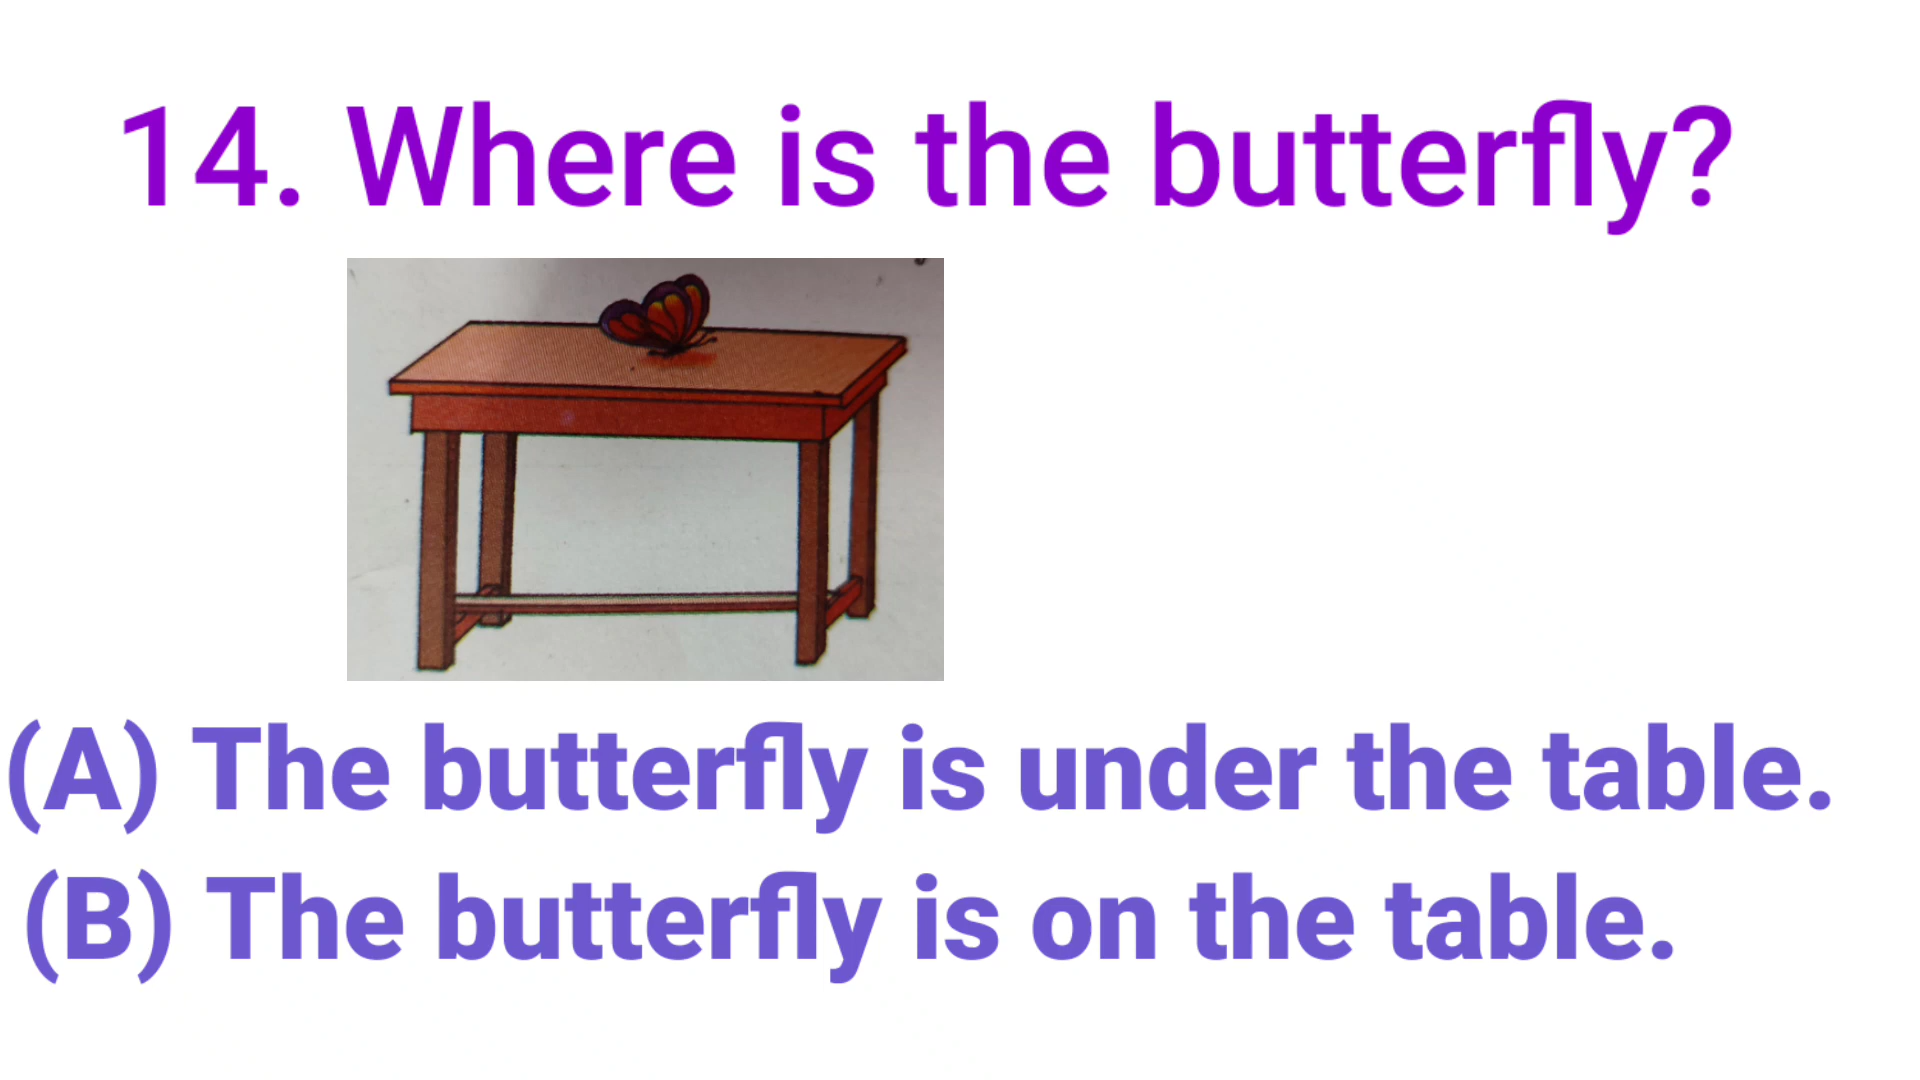 14. Where is the butterfly?
(A) The butterfly is under the table.
(B) The butterfly is on the table.